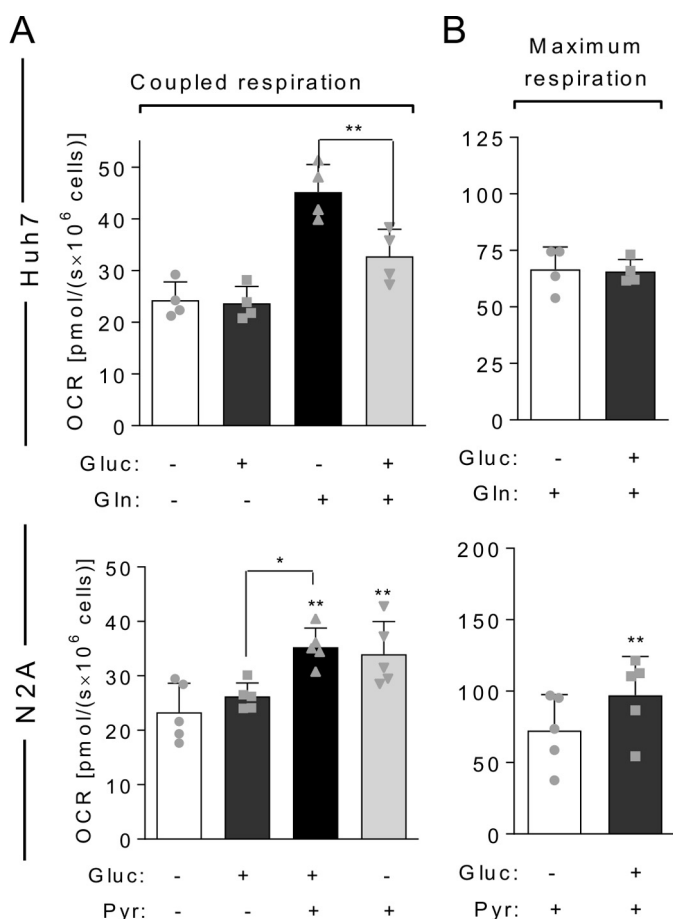 A
B
Coupled respiration
Maximum
respiration
Huh7
OCR [pmol/(s×10⁶ cells)]
50
40
30
20
10
0
**
125
100
75
50
25
0
Gluc: - + - +
Gln: - - + +
Gluc: - +
Gln: + +
N2A
OCR [pmol/(s×10⁶ cells)]
50
40
30
20
10
0
*
**
**
200
150
100
50
0
**
Gluc: - + + -
Pyr: - - + +
Gluc: - +
Pyr: + +